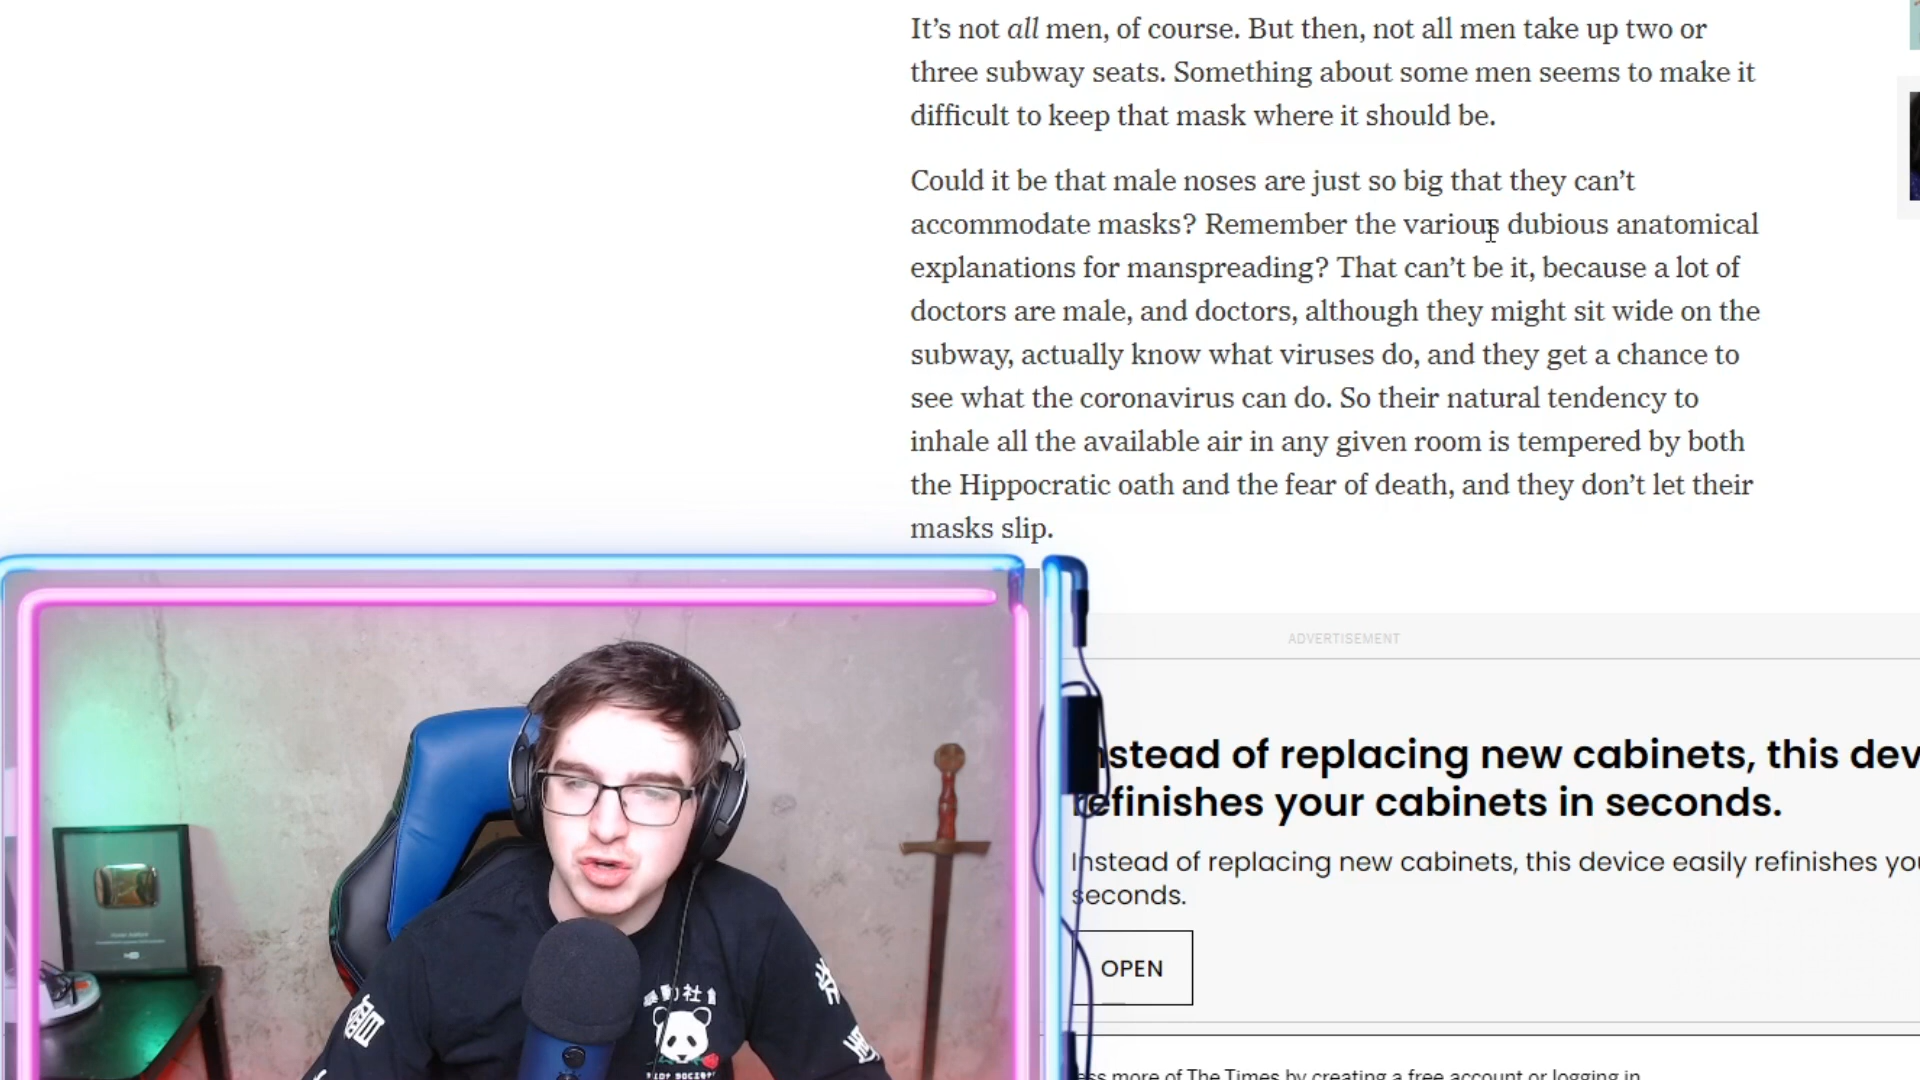 It’s not all men, of course. But then, not all men take up two or
three subway seats. Something about some men seems to make it
difficult to keep that mask where it should be.
Could it be that male noses are just so big that they can’t
accommodate masks? Remember the various dubious anatomical
explanations for manspreading? That can’t be it, because a lot of
doctors are male, and doctors, although they might sit wide on the
subway, actually know what viruses do, and they get a chance to
see what the coronavirus can do. So their natural tendency to
inhale all the available air in any given room is tempered by both
the Hippocratic oath and the fear of death, and they don’t let their
masks slip.
ADVERTISEMENT
Instead of replacing new cabinets, this dev
refinishes your cabinets in seconds.
Instead of replacing new cabinets, this device easily refinishes you
seconds.
OPEN
ess more of The Times by creating a free account or logging in
動社會
RIOT SOCIETY